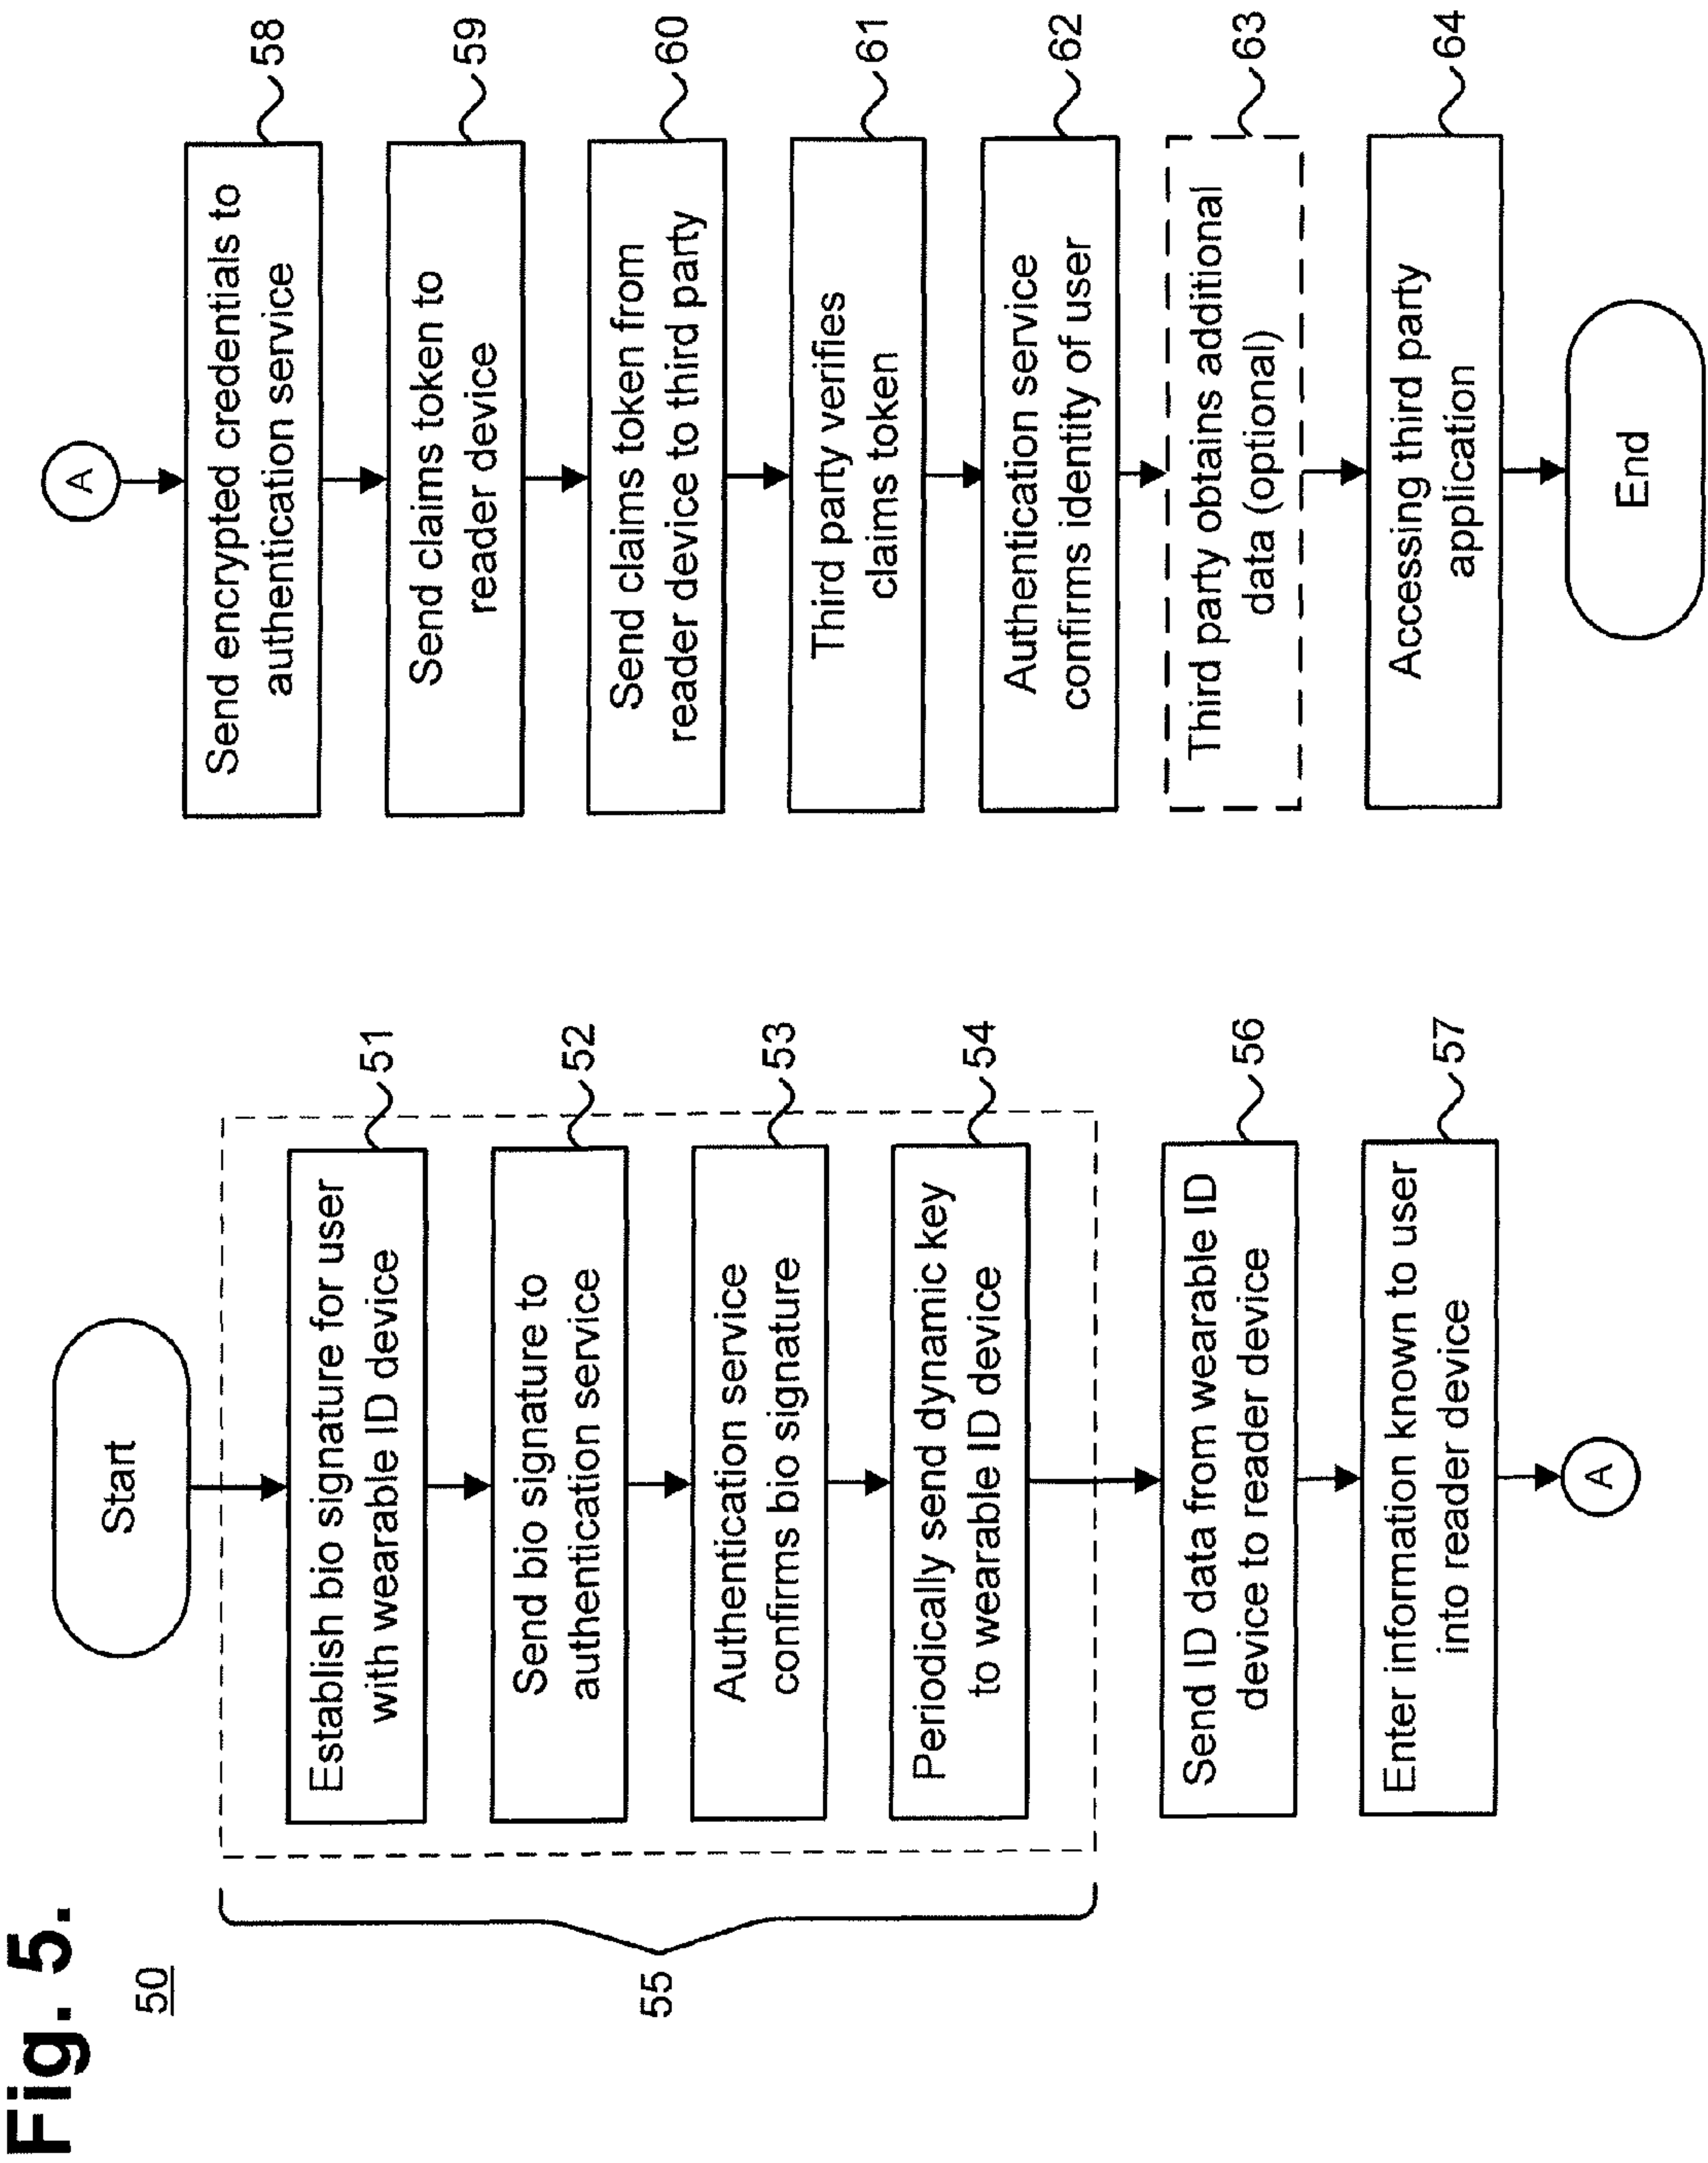 Fig. 5.
50
Start
Establish bio signature for user
with wearable ID device
51
Send bio signature to
authentication service
52
Authentication service
confirms bio signature
53
Periodically send dynamic key
to wearable ID device
54
55
Send ID data from wearable ID
device to reader device
56
Enter information known to user
into reader device
57
A
A
Send encrypted credentials to
authentication service
58
Send claims token to
reader device
59
Send claims token from
reader device to third party
60
Third party verifies
claims token
61
Authentication service
confirms identity of user
62
Third party obtains additional
data (optional)
63
Accessing third party
application
64
End